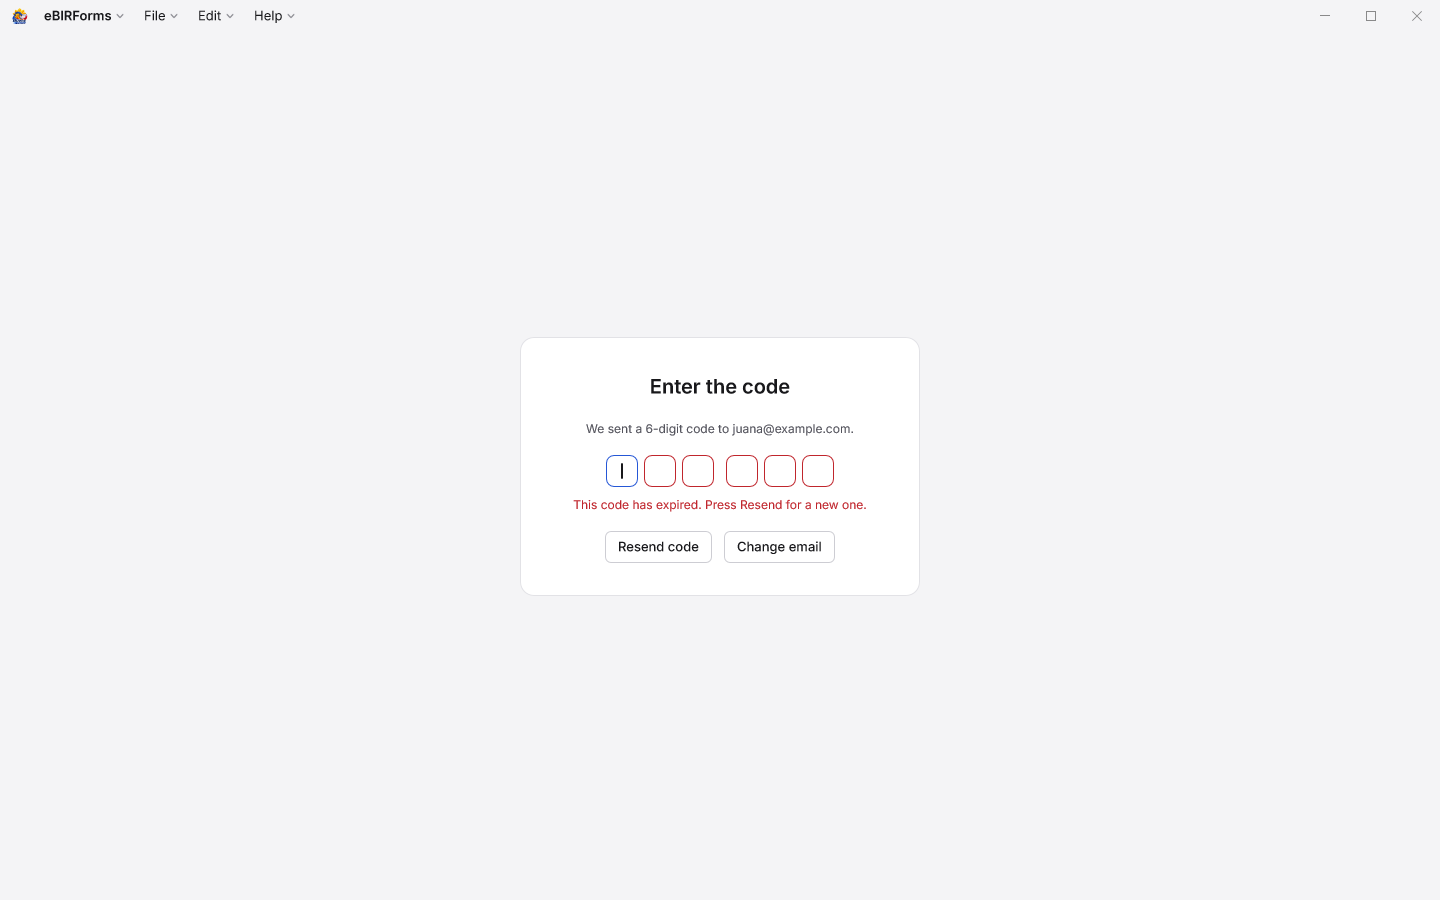 eBIRForms File Edit Help
Enter the code
We sent a 6-digit code to juana@example.com.
This code has expired. Press Resend for a new one.
Resend code Change email